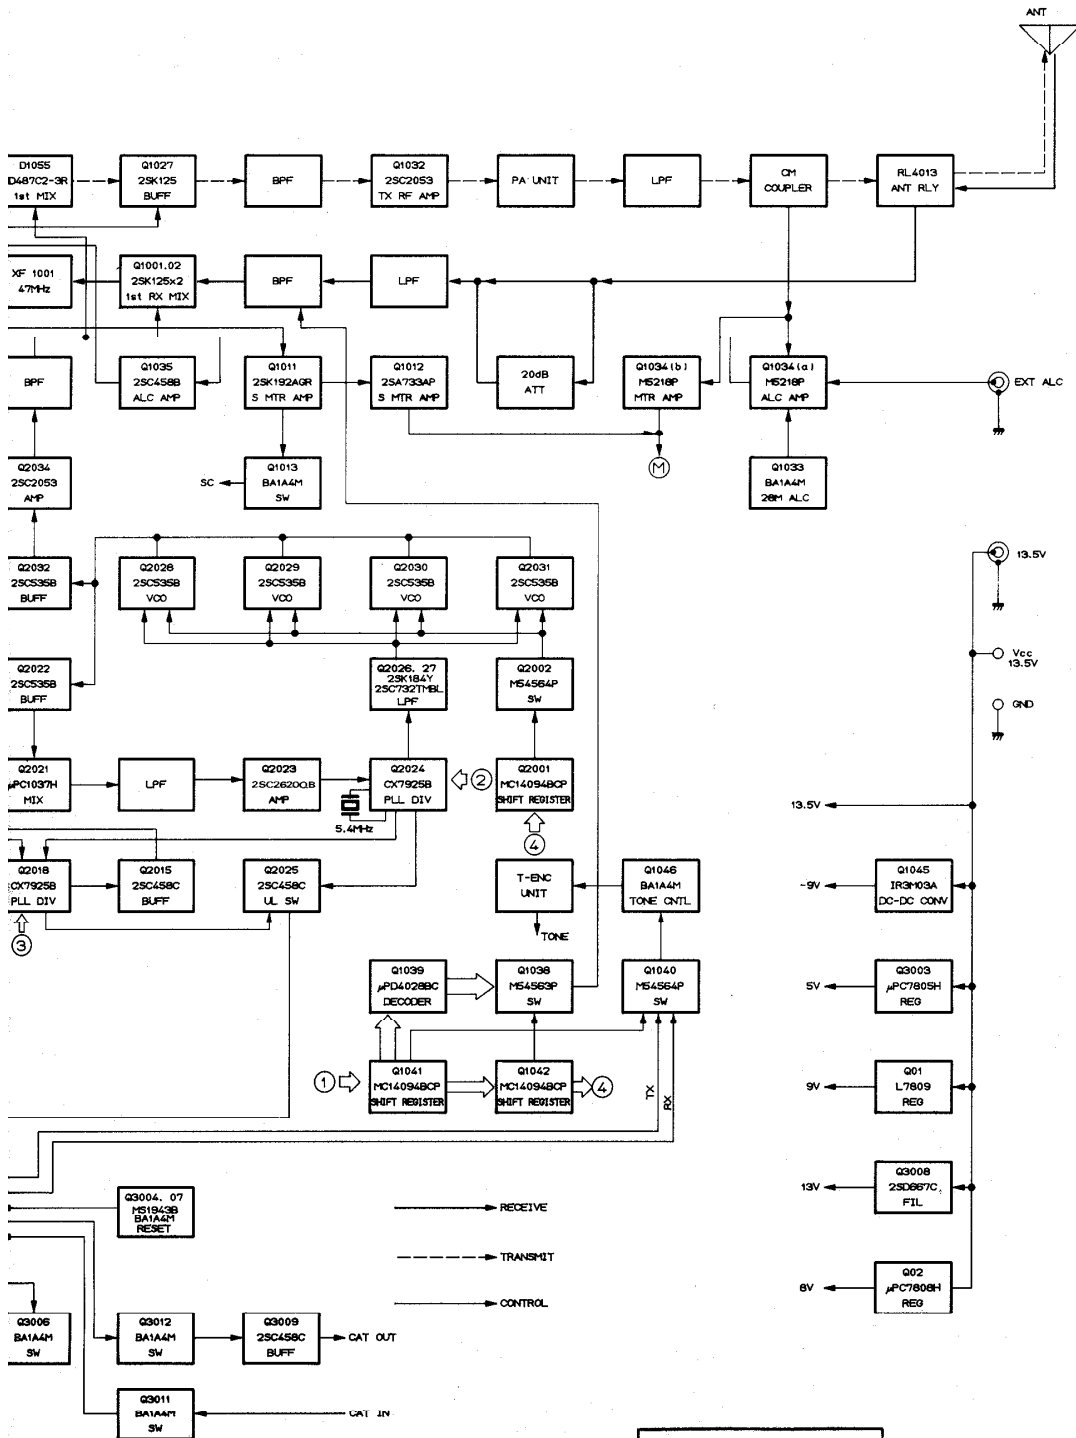 ANT
D1055
D487C2-3R
1st MIX
Q1027
2SK125
BUFF
BPF
Q1032
2SC2053
TX RF AMP
PA UNIT
LPF
CM
COUPLER
RL4013
ANT RLY
XF 1001
47MHz
Q1001.02
2SK125x2
1st RX MIX
BPF
LPF
BPF
Q1035
2SC458B
ALC AMP
Q1011
2SK192AGR
S MTR AMP
Q1012
2SA733AP
S MTR AMP
20dB
ATT
Q1034(b)
M5218P
MTR AMP
Q1034(a)
M5218P
ALC AMP
EXT ALC
Q2034
2SC2053
AMP
SC
Q1013
BA1A4M
SW
M
Q1033
BA1A4M
28M ALC
Q2032
2SC535B
BUFF
Q2028
2SC535B
VCO
Q2029
2SC535B
VCO
Q2030
2SC535B
VCO
Q2031
2SC535B
VCO
13.5V
Q2022
2SC535B
BUFF
Q2026. 27
2SK184Y
2SC732TMBL
LPF
Q2002
M54564P
SW
Vcc
13.5V
GND
Q2021
μPC1037H
MIX
LPF
Q2023
2SC2620QB
AMP
5.4MHz
Q2024
CX7925B
PLL DIV
2
Q2001
MC14094BCP
SHIFT REGISTER
4
13.5V
Q2018
CX7925B
PLL DIV
3
Q2015
2SC458C
BUFF
Q2025
2SC458C
UL SW
T-ENC
UNIT
TONE
Q1046
BA1A4M
TONE CNTL
-9V
Q1045
IR3M03A
DC-DC CONV
Q1039
μPD4028BC
DECODER
Q1038
M54563P
SW
Q1040
M54564P
SW
5V
Q3003
μPC7805H
REG
1
Q1041
MC14094BCP
SHIFT REGISTER
Q1042
MC14094BCP
SHIFT REGISTER
4
TX
RX
9V
Q01
L7809
REG
Q3004. 07
M51943B
BA1A4M
RESET
RECEIVE
13V
Q3008
2SD667C
FIL
TRANSMIT
CONTROL
8V
Q02
μPC7808H
REG
Q3006
BA1A4M
SW
Q3012
BA1A4M
SW
Q3009
2SC458C
BUFF
CAT OUT
Q3011
BA1A4M
SW
CAT IN